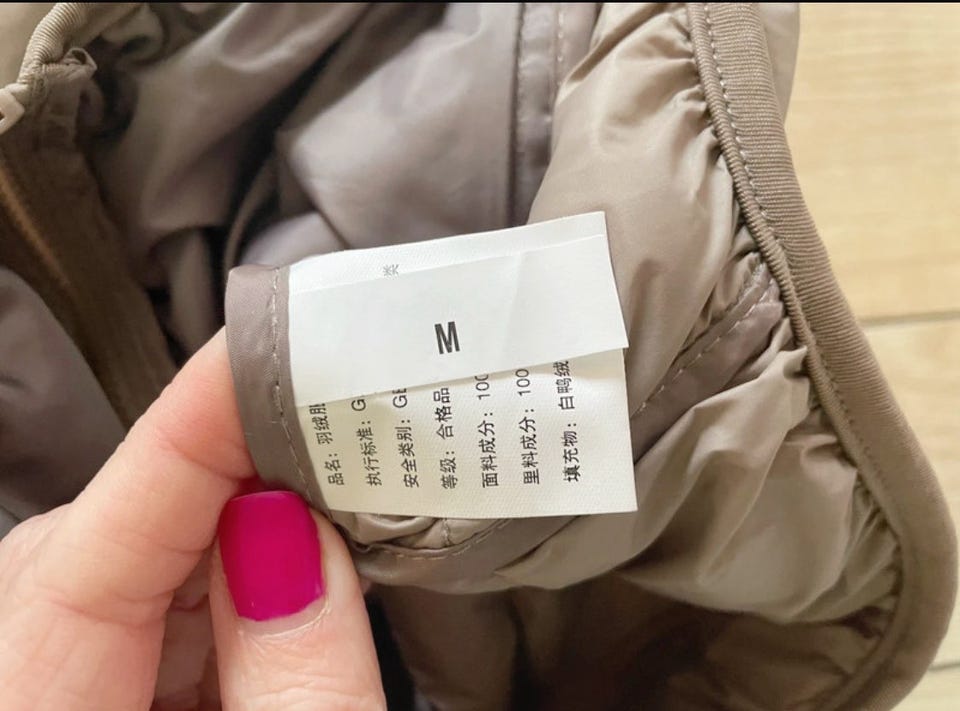 M
类
品名：羽绒服
执行标准：G
安全类别：GB
等级：合格品
面料成分：100
里料成分：100
填充物：白鸭绒